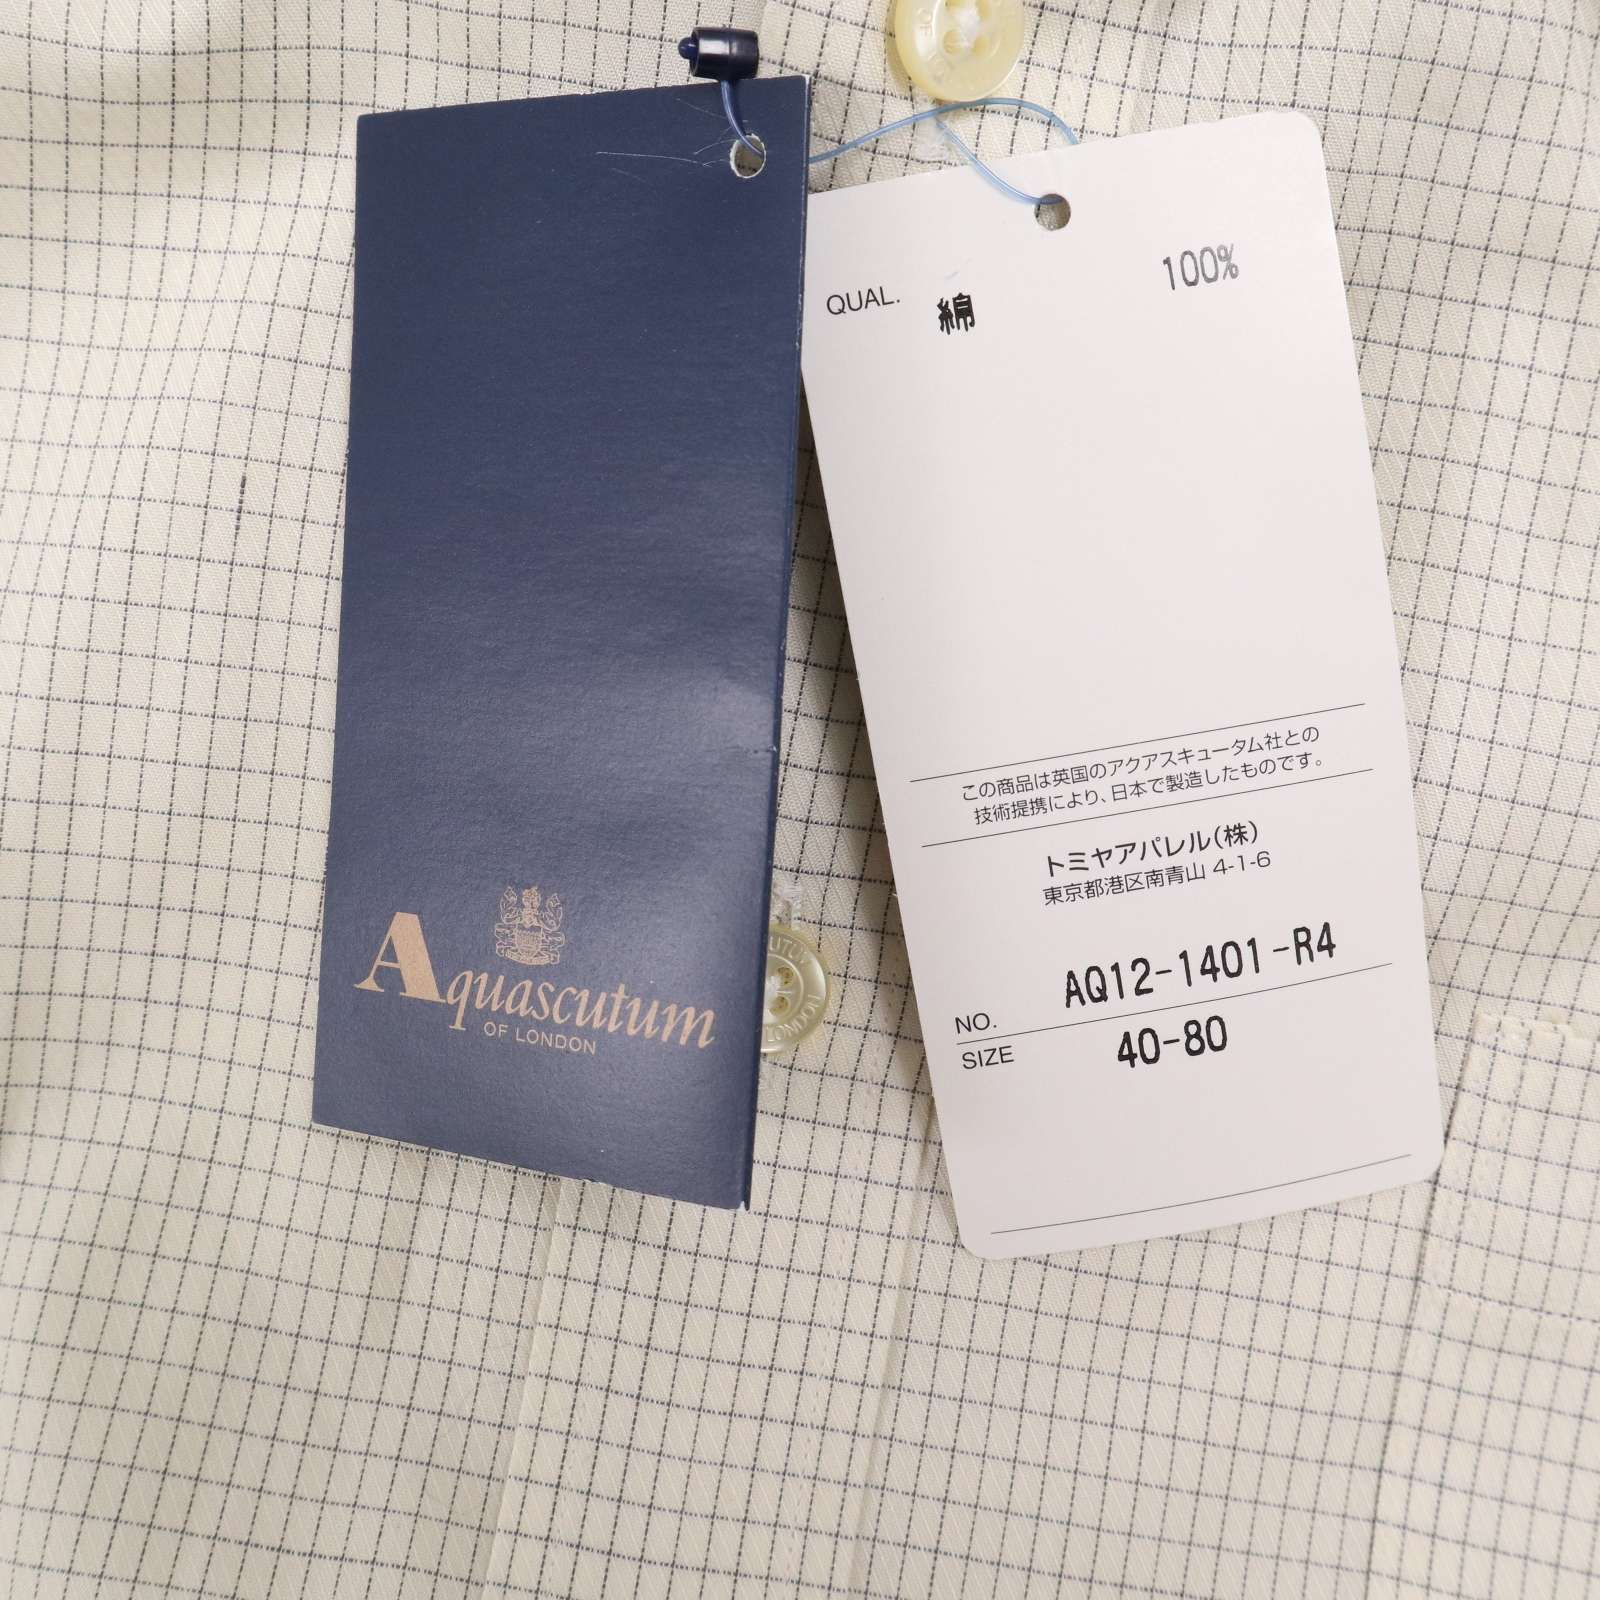 Aquascutum
OF LONDON
QUAL. 綿 100%
この商品は英国のアクアスキュータム社との
技術提携により、日本で製造したものです。
トミヤアパレル(株)
東京都港区南青山 4-1-6
NO. AQ12-1401-R4
SIZE 40-80
LONDON